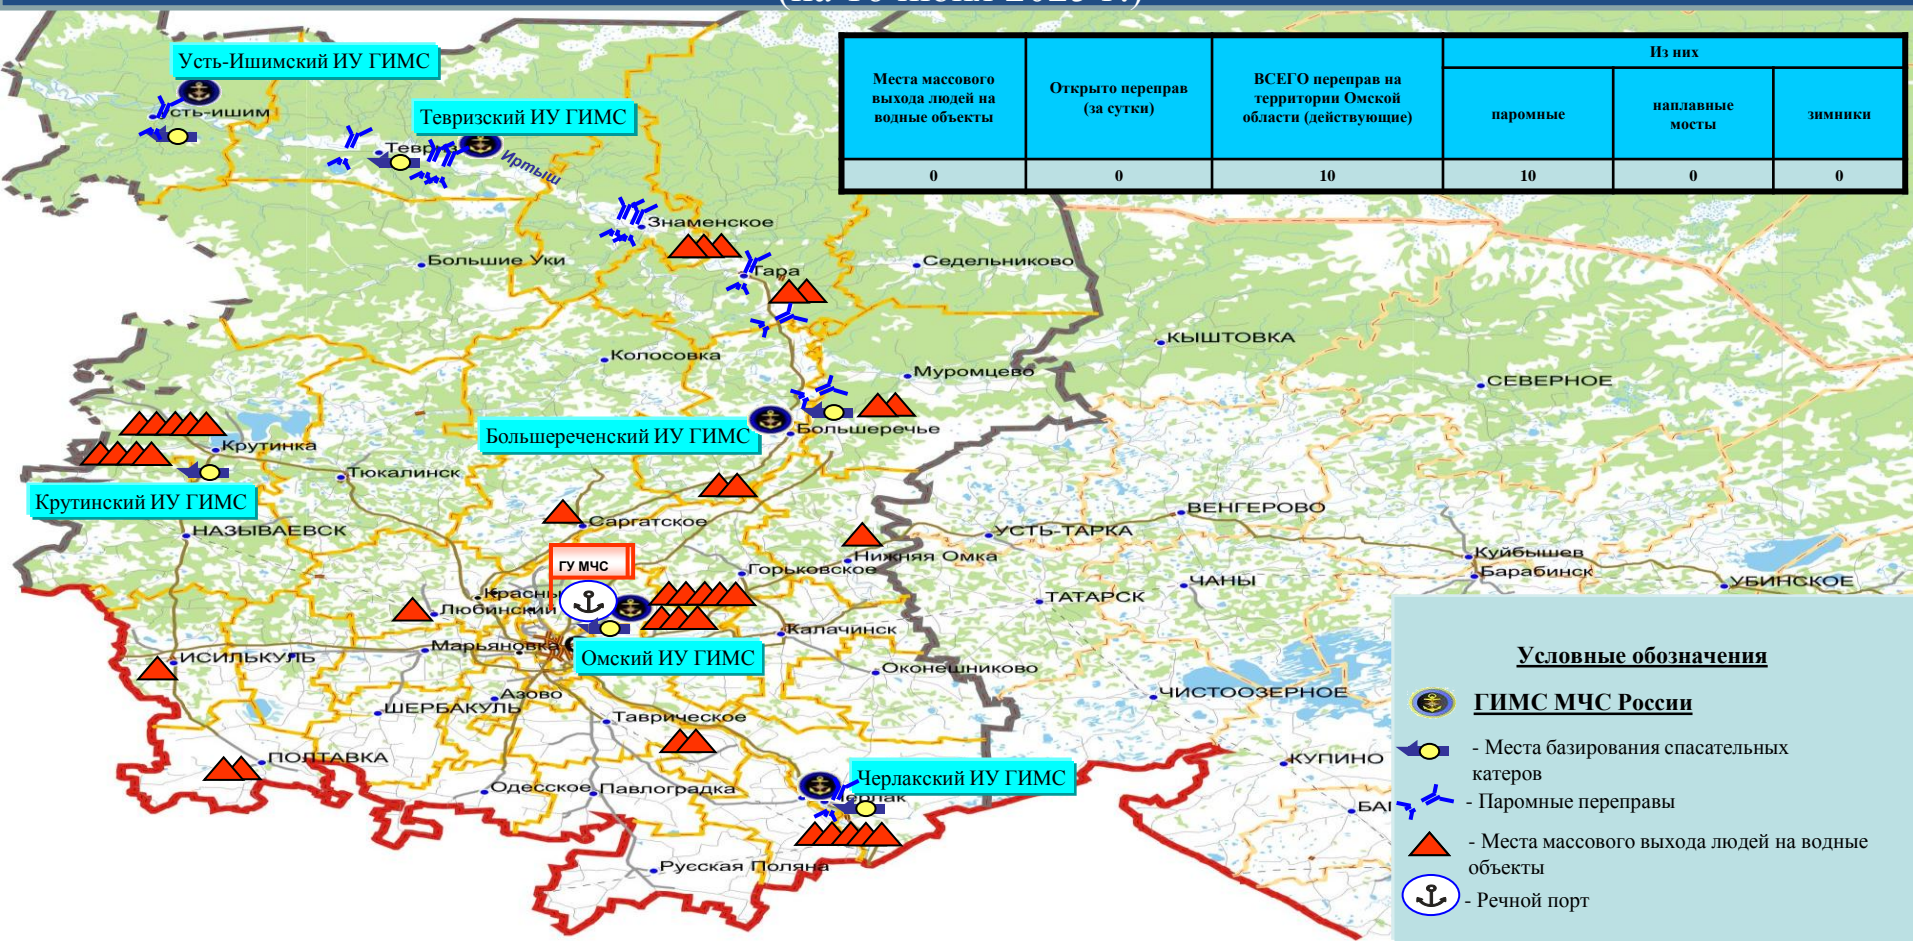 Усть-Ишимский ИУ ГИМС
Тевризский ИУ ГИМС
Иртыш
Знаменское
Большие Уки
Тара
Седельниково
Места массового
выхода людей на
водные объекты
Открыто переправ
(за сутки)
ВСЕГО переправ на
территории Омской
области (действующие)
Из них
паромные
наплавные
мосты
зимники
0
0
10
10
0
0
Колосовка
Муромцево
КЫШТОВКА
СЕВЕРНОЕ
Большереченский ИУ ГИМС
Большеречье
Крутинка
Тюкалинск
Крутинский ИУ ГИМС
НАЗЫВАЕВСК
Саргатское
УСТЬ-ТАРКА
ВЕНГЕРОВО
Нижняя Омка
Горьковское
Куйбышев
Барабинск
ЧАНЫ
УБИНСКОЕ
ТАТАРСК
ГУ МЧС
Любинский
Марьяновка
Калачинск
Омский ИУ ГИМС
ИСИЛЬКУЛЬ
Оконешниково
Азово
ШЕРБАКУЛЬ
Таврическое
ЧИСТООЗЕРНОЕ
ПОЛТАВКА
КУПИНО
Одесское
Павлоградка
Черлакский ИУ ГИМС
Русская Поляна
Условные обозначения
ГИМС МЧС России
- Места базирования спасательных
катеров
- Паромные переправы
- Места массового выхода людей на водные
объекты
- Речной порт